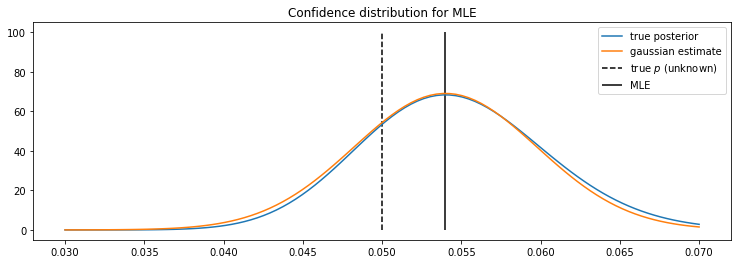 Confidence distribution for MLE
100
80
60
40
20
0
true posterior
gaussian estimate
true p (unknown)
MLE
0.030 0.035 0.040 0.045 0.050 0.055 0.060 0.065 0.070